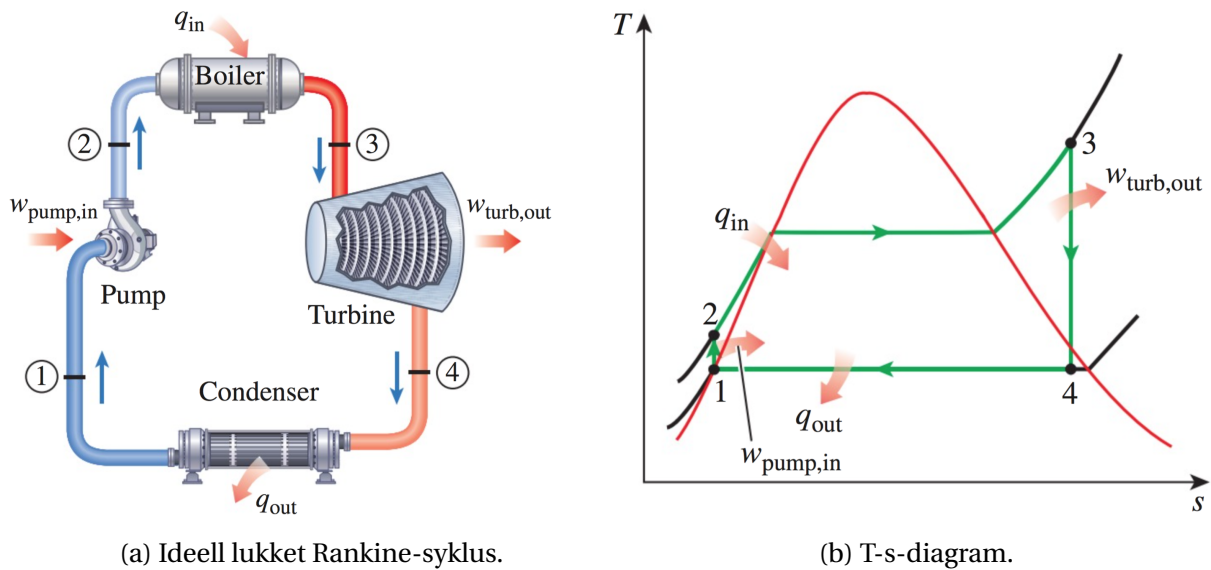 q_in
Boiler
②
③
w_pump,in
w_turb,out
Pump
Turbine
①
④
Condenser
q_out
(a) Ideell lukket Rankine-syklus.
T
3
w_turb,out
q_in
2
1
4
q_out
w_pump,in
s
(b) T-s-diagram.